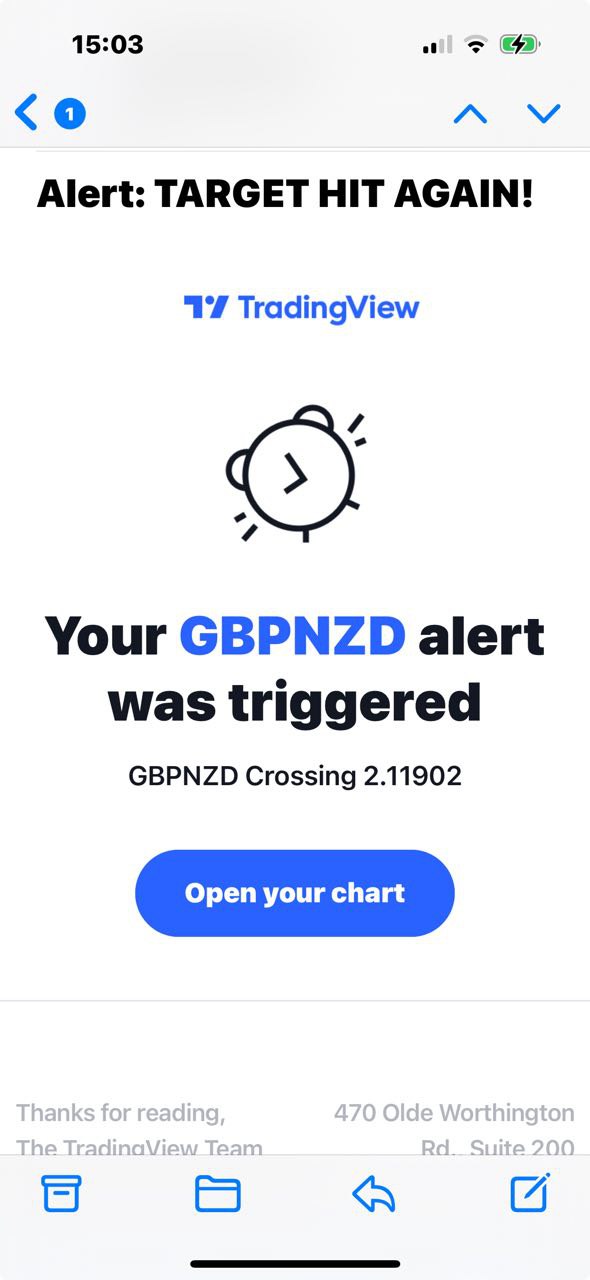 15:03
1
Alert: TARGET HIT AGAIN!
TradingView
Your GBPNZD alert
was triggered
GBPNZD Crossing 2.11902
Open your chart
Thanks for reading,
470 Olde Worthington
The TradingView Team
Rd., Suite 200